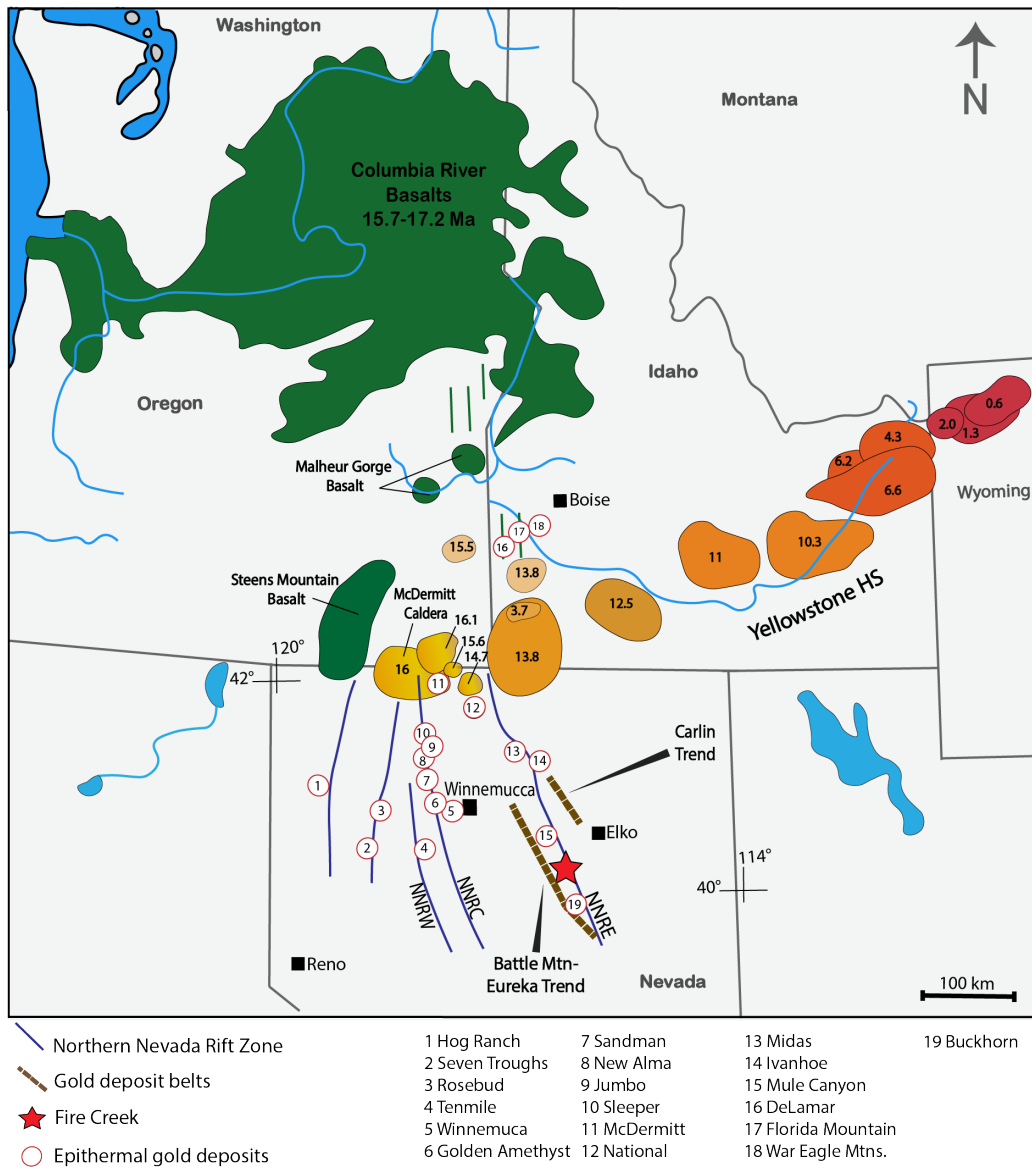 Washington
Montana
N
Columbia River
Basalts
15.7-17.2 Ma
Idaho
Oregon
0.6
2.0
1.3
4.3
6.2
6.6
Wyoming
Malheur Gorge
Basalt
Boise
18
17
16
15.5
13.8
11
10.3
12.5
Yellowstone HS
Steens Mountain
Basalt
McDermitt
Caldera
16.1
15.6
14.7
3.7
13.8
16
11
12
120°
42°
10
9
8
7
6
5
Winnemucca
13
14
Carlin
Trend
1
3
2
4
15
Elko
19
NNRW
NNRC
NNRE
114°
40°
Reno
Battle Mtn-
Eureka Trend
Nevada
100 km
Northern Nevada Rift Zone
Gold deposit belts
Fire Creek
Epithermal gold deposits
1 Hog Ranch
2 Seven Troughs
3 Rosebud
4 Tenmile
5 Winnemuca
6 Golden Amethyst
7 Sandman
8 New Alma
9 Jumbo
10 Sleeper
11 McDermitt
12 National
13 Midas
14 Ivanhoe
15 Mule Canyon
16 DeLamar
17 Florida Mountain
18 War Eagle Mtns.
19 Buckhorn